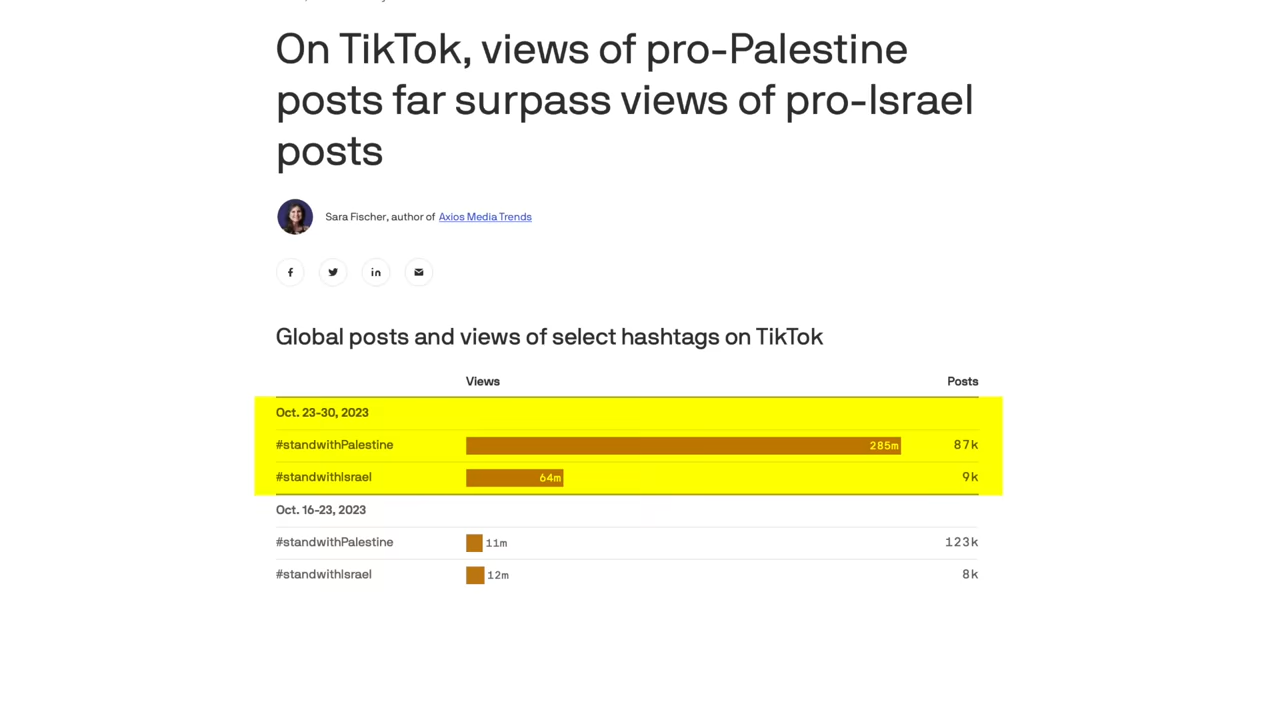 On TikTok, views of pro-Palestine
posts far surpass views of pro-Israel
posts
Sara Fischer, author of Axios Media Trends
Global posts and views of select hashtags on TikTok
Views Posts
Oct. 23-30, 2023
#standwithPalestine 285m 87k
#standwithIsrael 64m 9k
Oct. 16-23, 2023
#standwithPalestine 11m 123k
#standwithIsrael 12m 8k